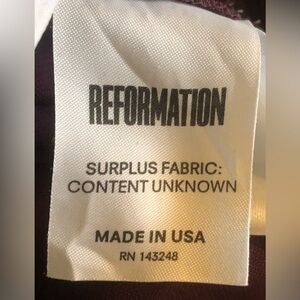 REFORMATION
SURPLUS FABRIC:
CONTENT UNKNOWN
MADE IN USA
RN 143248